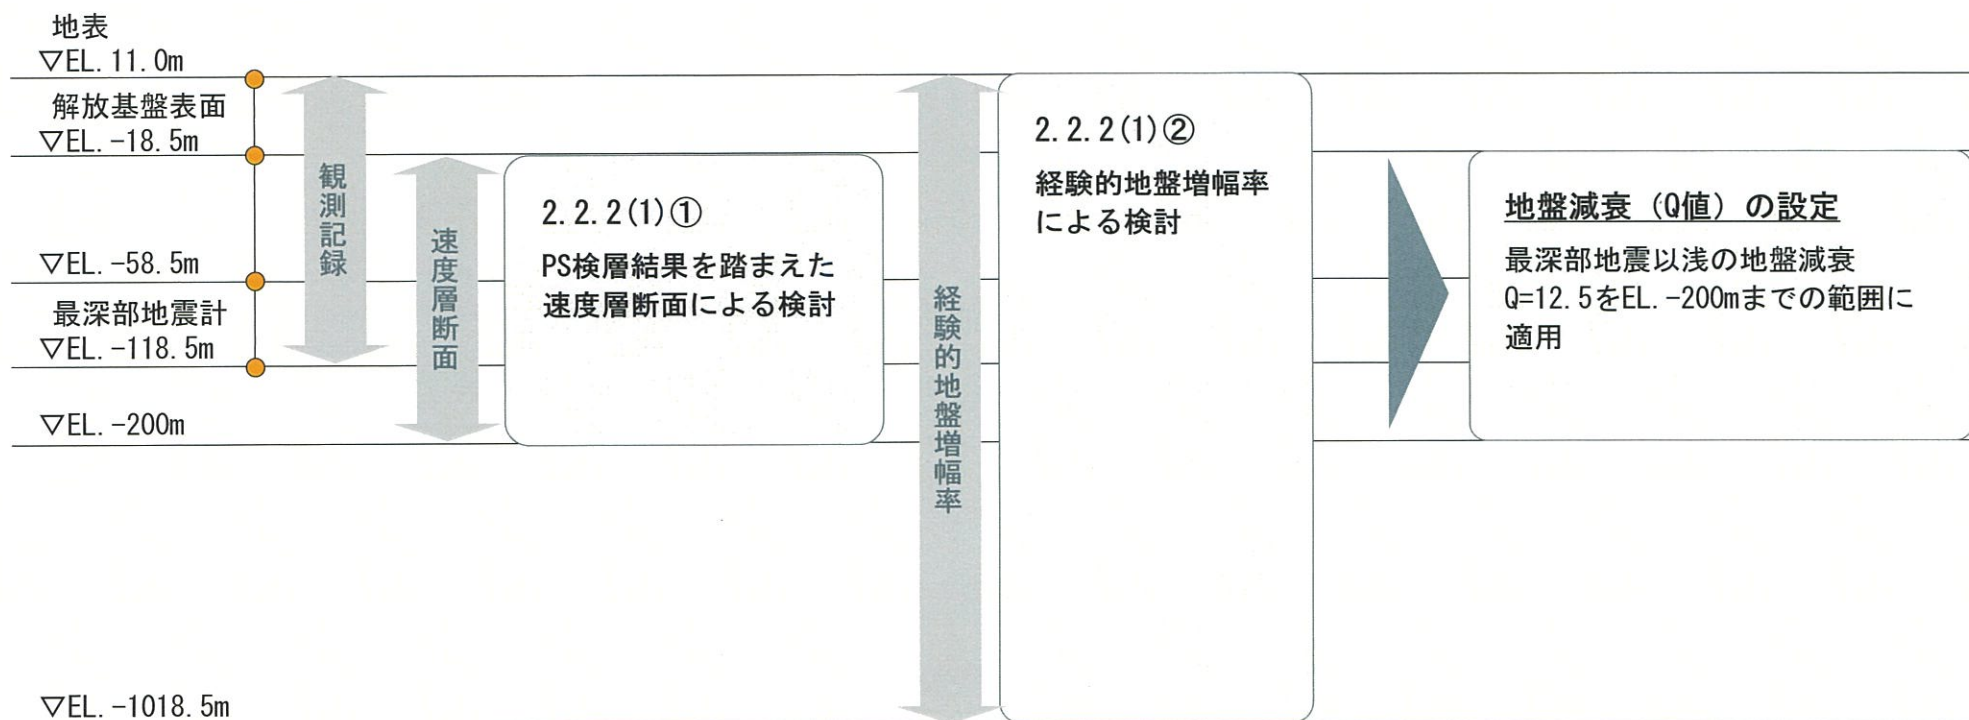 地表
▽EL. 11.0m
解放基盤表面
▽EL. -18.5m
▽EL. -58.5m
最深部地震計
▽EL. -118.5m
▽EL. -200m
▽EL. -1018.5m
観測記録
速度層断面
2.2.2(1)①
PS検層結果を踏まえた
速度層断面による検討
経験的地盤増幅率
2.2.2(1)②
経験的地盤増幅率
による検討
地盤減衰（Q値）の設定
最深部地震以浅の地盤減衰
Q=12.5をEL. -200mまでの範囲に
適用